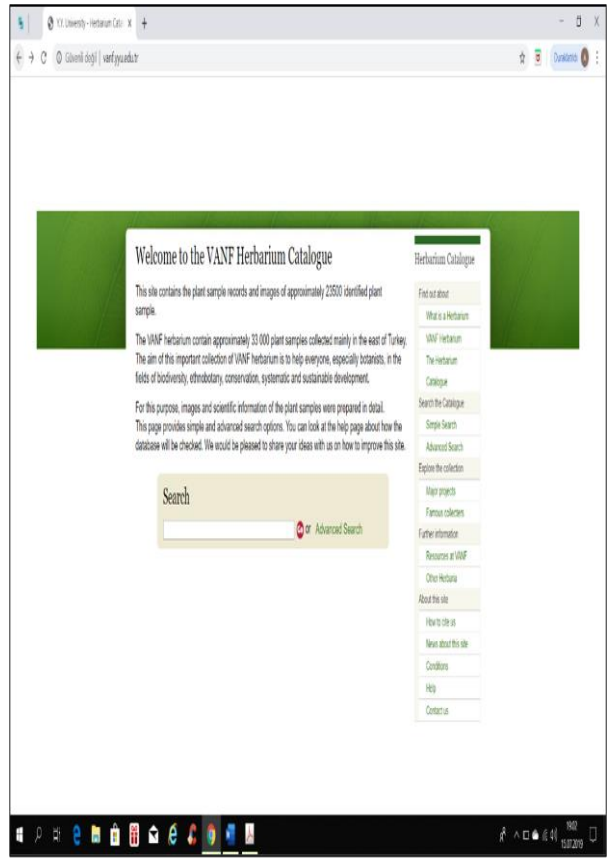 Y.Y. University - Herbarium Cat
Güvenli değil | vanf.yyu.edu.tr
Duraklatıldı
Welcome to the VANF Herbarium Catalogue
This site contains the plant sample records and images of approximately 23500 identified plant
sample.
The VANF herbarium contain approximately 33 000 plant samples collected mainly in the east of Turkey.
The aim of this important collection of VANF herbarium is to help everyone, especially botanists, in the
fields of biodiversity, ethnobotany, conservation, systematic and sustainable development.
For this purpose, images and scientific information of the plant samples were prepared in detail.
This page provides simple and advanced search options. You can look at the help page about how the
database will be checked. We would be pleased to share your ideas with us on how to improve this site.
Search
Go or Advanced Search
Herbarium Catalogue
Find out about
What is a Herbarium
VANF Herbarium
The Herbarium
Catalogue
Search the Catalogue
Simple Search
Advanced Search
Explore the collection
Major projects
Famous collecters
Further information
Resources at VANF
Other Herbaria
About this site
How to cite us
News about this site
Conditions
Help
Contact us
19:02
15.07.2019